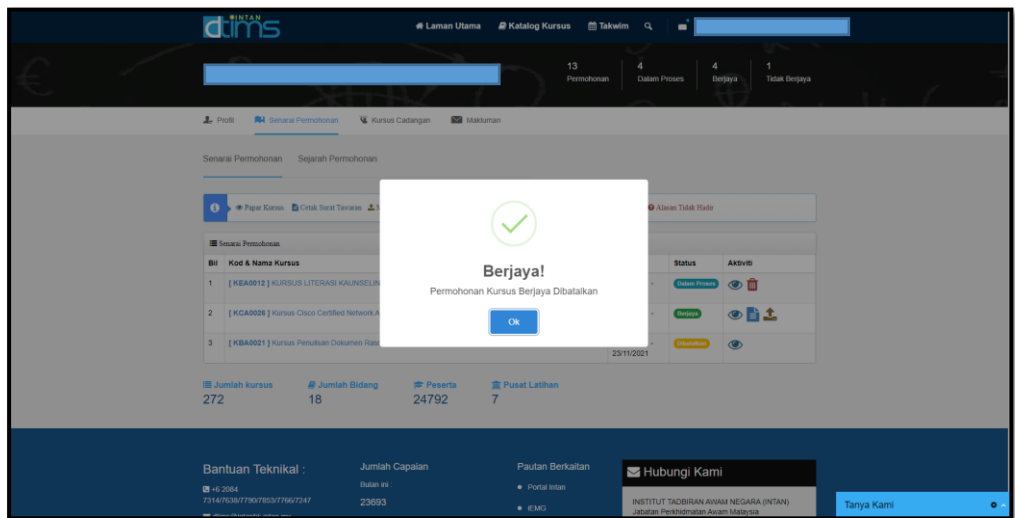 INTAN
dtims
Laman Utama Katalog Kursus Takwim
13 4 4 1
Permohonan Dalam Proses Berjaya Tidak Berjaya
Profil Senarai Permohonan Kursus Cadangan Makluman
Senarai Permohonan Sejarah Permohonan
Papar Kursus Cetak Surat Tawaran Alasan Tidak Hadir
Senarai Permohonan
Bil Kod & Nama Kursus Status Aktiviti
1 [ KBA0012 ] KURSUS LITERASI KAUNSELIN - Dalam Proses
2 [ KCA0026 ] Kursus Cisco Certified Network A - Berjaya
3 [ KBA0021 ] Kursus Penulisan Dokumen - Dibatalkan
23/11/2021
Berjaya!
Permohonan Kursus Berjaya Dibatalkan
Ok
Jumlah kursus Jumlah Bidang Peserta Pusat Latihan
272 18 24792 7
Bantuan Teknikal : Jumlah Capaian Pautan Berkaitan Hubungi Kami
+6 2084
7314/7638/7790/7853/7766/7247
Bulan ini :
23693
Portal Intan
iEMG
INSTITUT TADBIRAN AWAM NEGARA (INTAN)
Jabatan Perkhidmatan Awam Malaysia
Tanya Kami